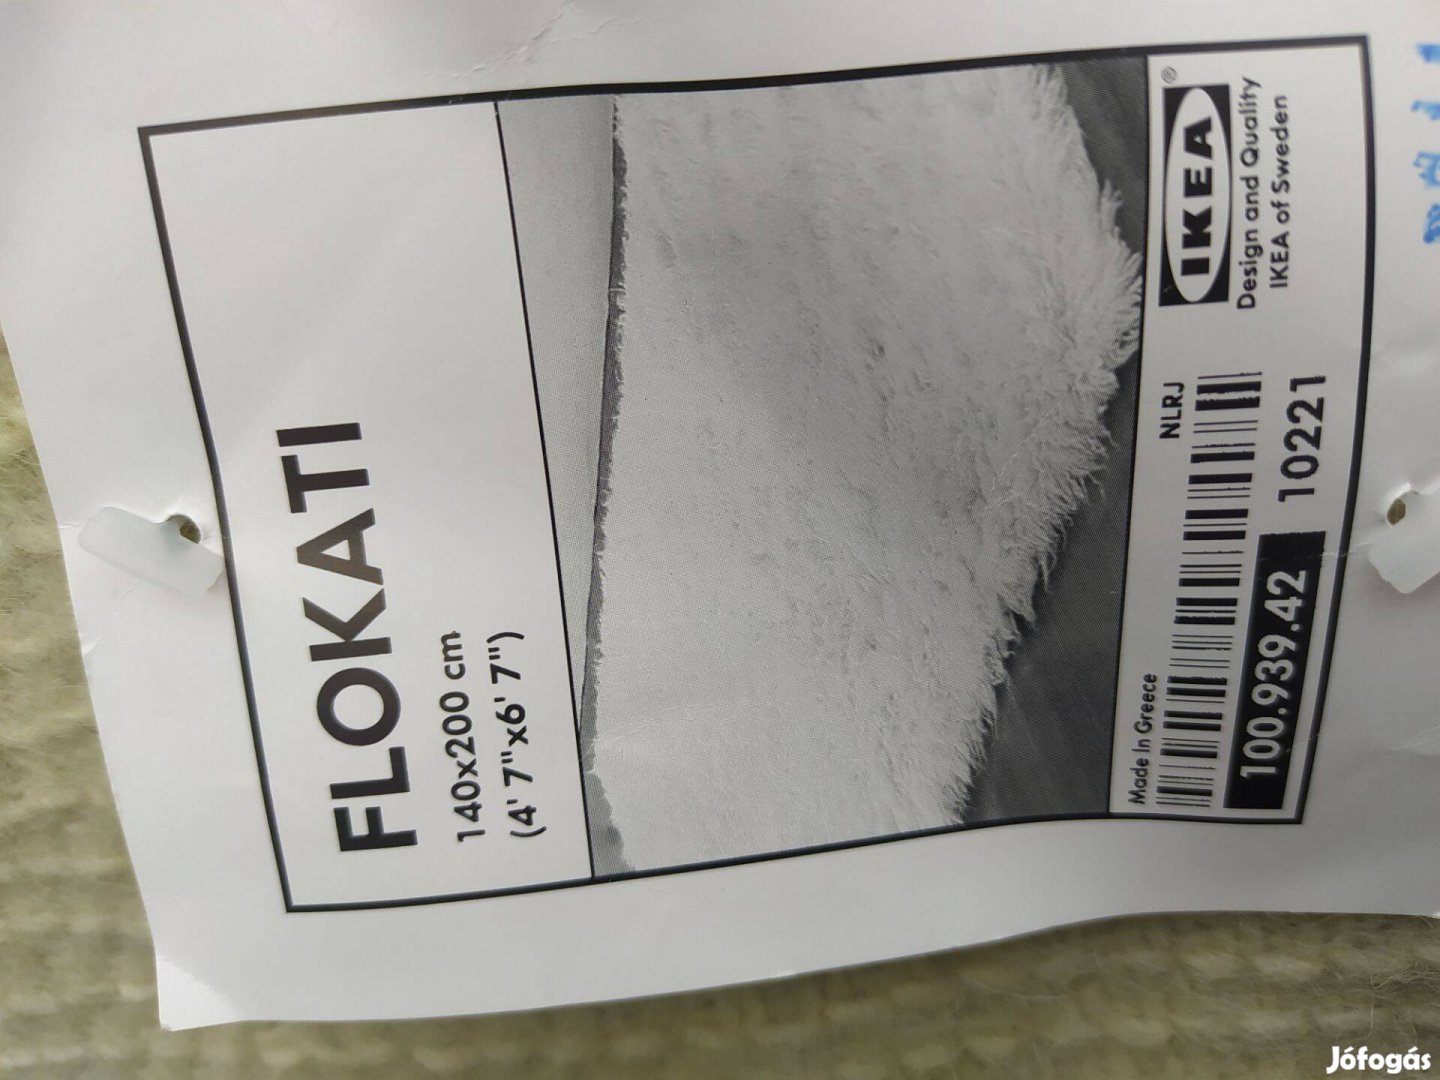 FLOKATI
140x200 cm
(4' 7"x6' 7")
Made in Greece
NLRJ
100.939.42
10221
IKEA®
Design and Quality
IKEA of Sweden
Jófogás